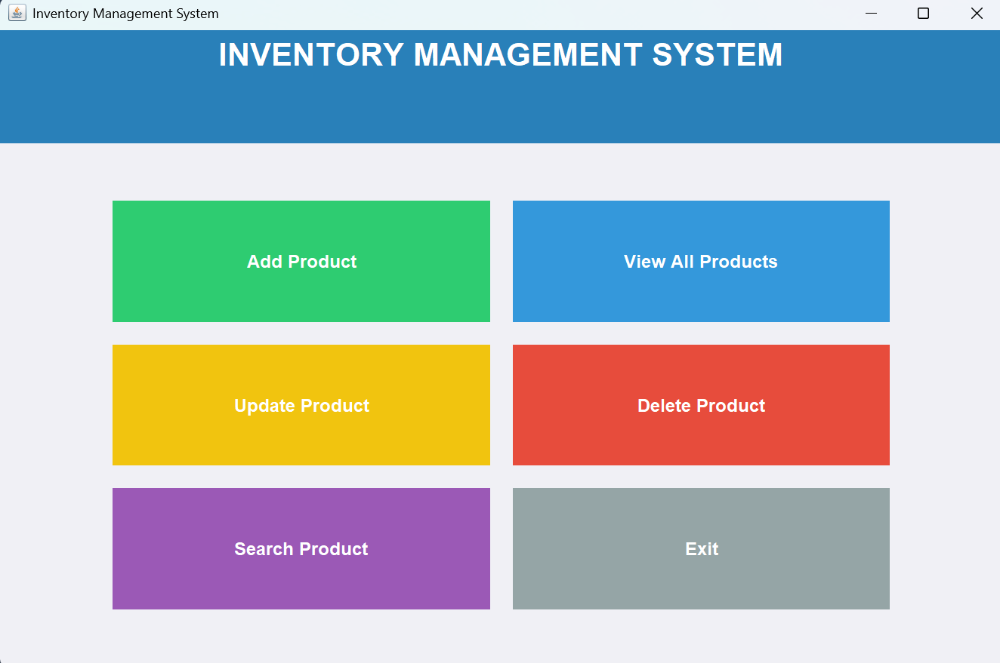 Inventory Management System
INVENTORY MANAGEMENT SYSTEM
Add Product
View All Products
Update Product
Delete Product
Search Product
Exit